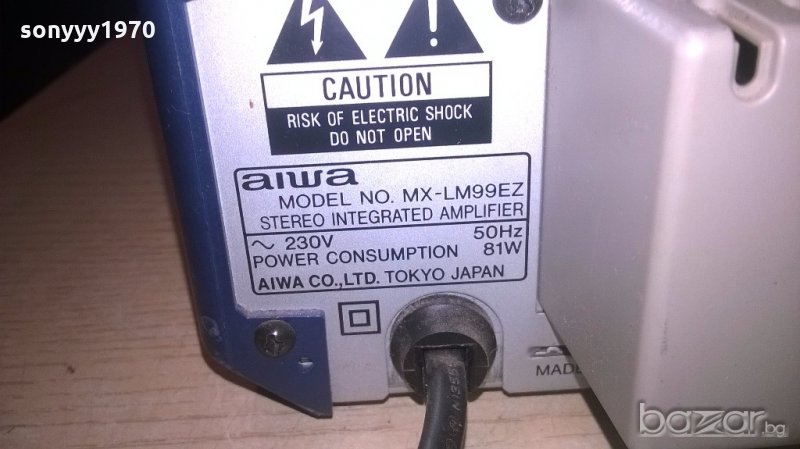 sonyyy1970
CAUTION
RISK OF ELECTRIC SHOCK
DO NOT OPEN
aiwa
MODEL NO. MX-LM99EZ
STEREO INTEGRATED AMPLIFIER
~ 230V 50Hz
POWER CONSUMPTION 81W
AIWA CO.,LTD. TOKYO JAPAN
MADE
bazar.bg